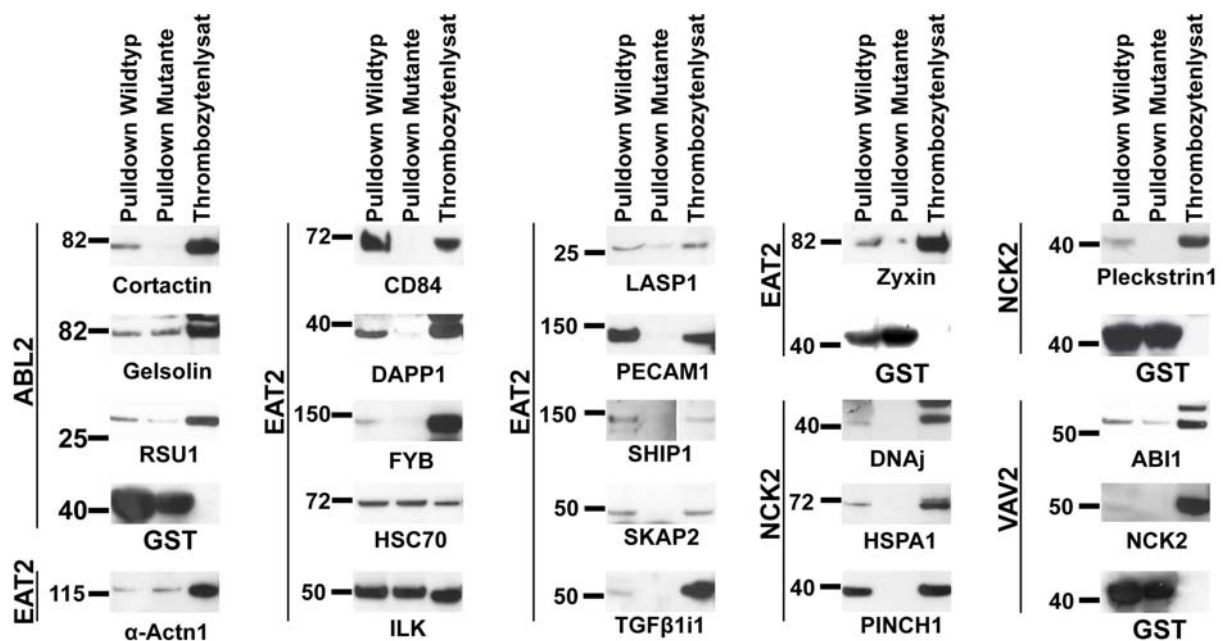 Pulldown Wildtyp
Pulldown Mutante
Thrombozytenlysat
ABL2
82
Cortactin
82
Gelsolin
25
RSU1
40
GST
EAT2
115
α-Actn1
Pulldown Wildtyp
Pulldown Mutante
Thrombozytenlysat
EAT2
72
CD84
40
DAPP1
150
FYB
72
HSC70
50
ILK
Pulldown Wildtyp
Pulldown Mutante
Thrombozytenlysat
EAT2
25
LASP1
150
PECAM1
150
SHIP1
50
SKAP2
50
TGFβ1i1
Pulldown Wildtyp
Pulldown Mutante
Thrombozytenlysat
EAT2
82
Zyxin
40
GST
NCK2
40
DNAj
72
HSPA1
40
PINCH1
Pulldown Wildtyp
Pulldown Mutante
Thrombozytenlysat
NCK2
40
Pleckstrin1
40
GST
VAV2
50
ABI1
50
NCK2
40
GST